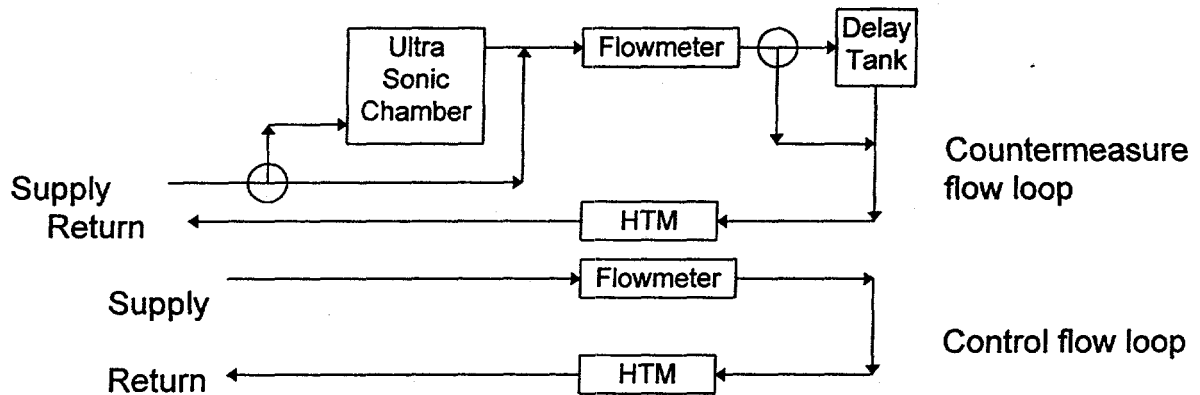 Ultra
Sonic
Chamber
Flowmeter
Delay
Tank
Countermeasure
flow loop
Supply
Return
HTM
Supply
Flowmeter
Control flow loop
Return
HTM